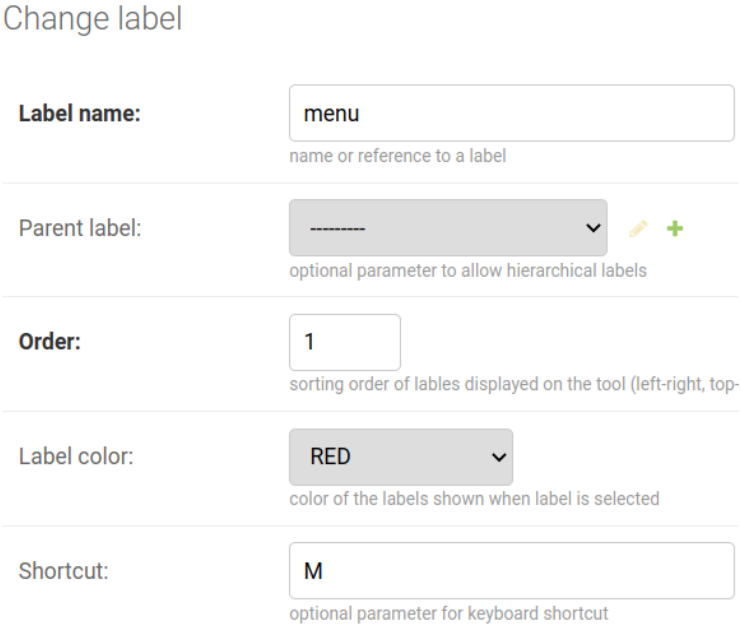 Change label
Label name:
menu
name or reference to a label
Parent label:
---------
optional parameter to allow hierarchical labels
Order:
1
sorting order of lables displayed on the tool (left-right, top-
Label color:
RED
color of the labels shown when label is selected
Shortcut:
M
optional parameter for keyboard shortcut